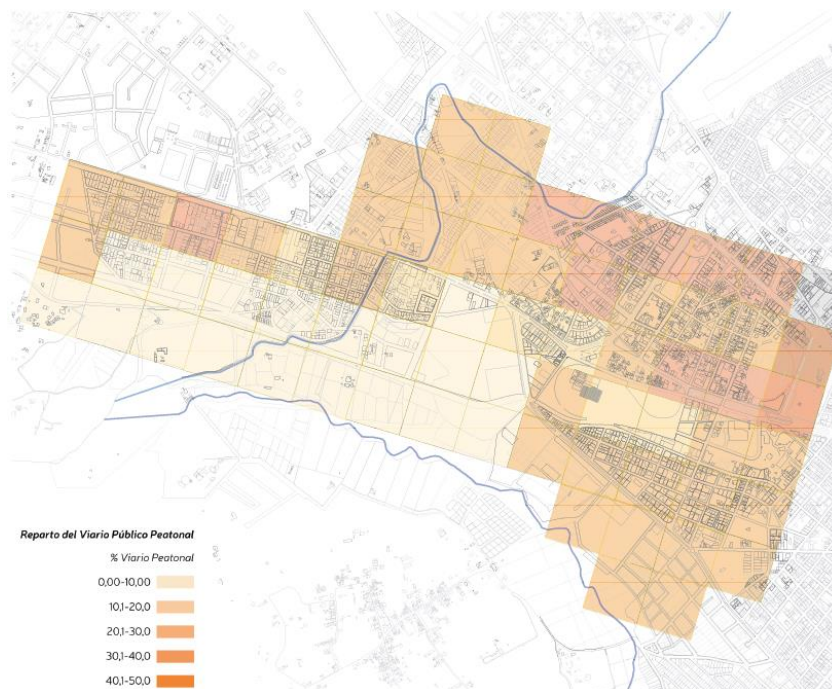 Reparto del Viario Público Peatonal
% Viario Peatonal
0,00-10,00
10,1-20,0
20,1-30,0
30,1-40,0
40,1-50,0